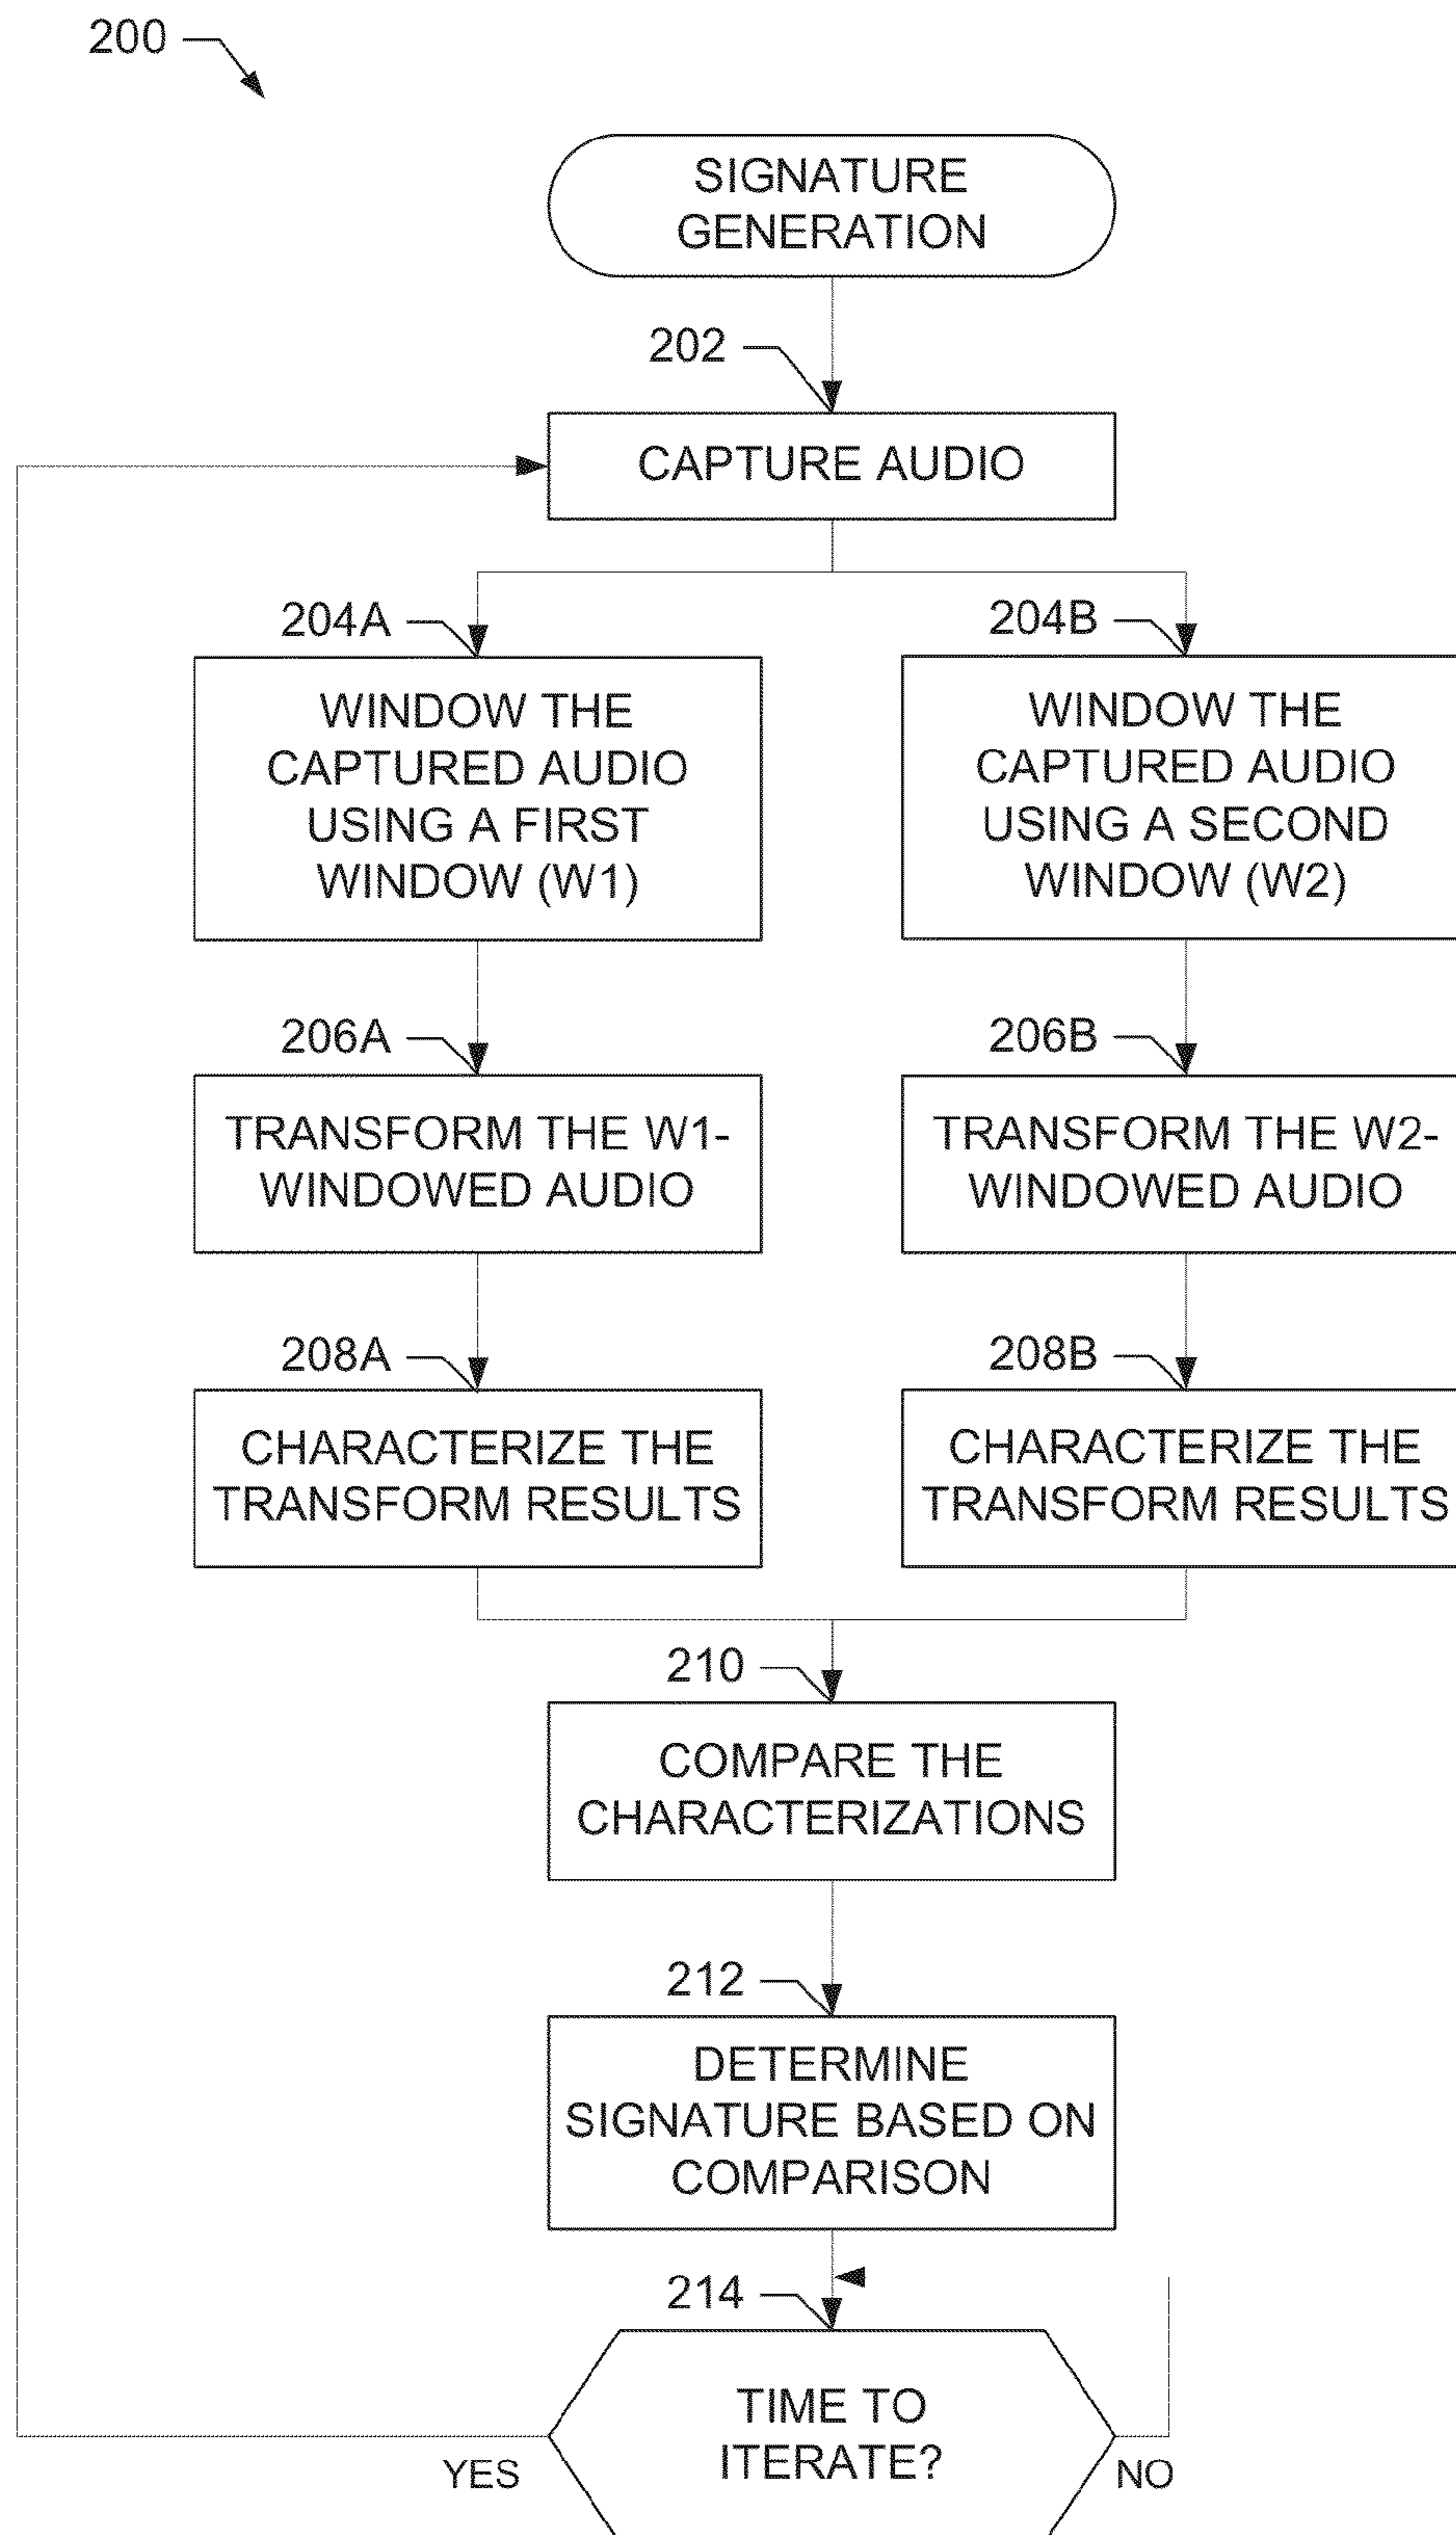 200
SIGNATURE
GENERATION
202
CAPTURE AUDIO
204A
WINDOW THE
CAPTURED AUDIO
USING A FIRST
WINDOW (W1)
204B
WINDOW THE
CAPTURED AUDIO
USING A SECOND
WINDOW (W2)
206A
TRANSFORM THE W1-
WINDOWED AUDIO
206B
TRANSFORM THE W2-
WINDOWED AUDIO
208A
CHARACTERIZE THE
TRANSFORM RESULTS
208B
CHARACTERIZE THE
TRANSFORM RESULTS
210
COMPARE THE
CHARACTERIZATIONS
212
DETERMINE
SIGNATURE BASED ON
COMPARISON
214
TIME TO
ITERATE?
YES
NO